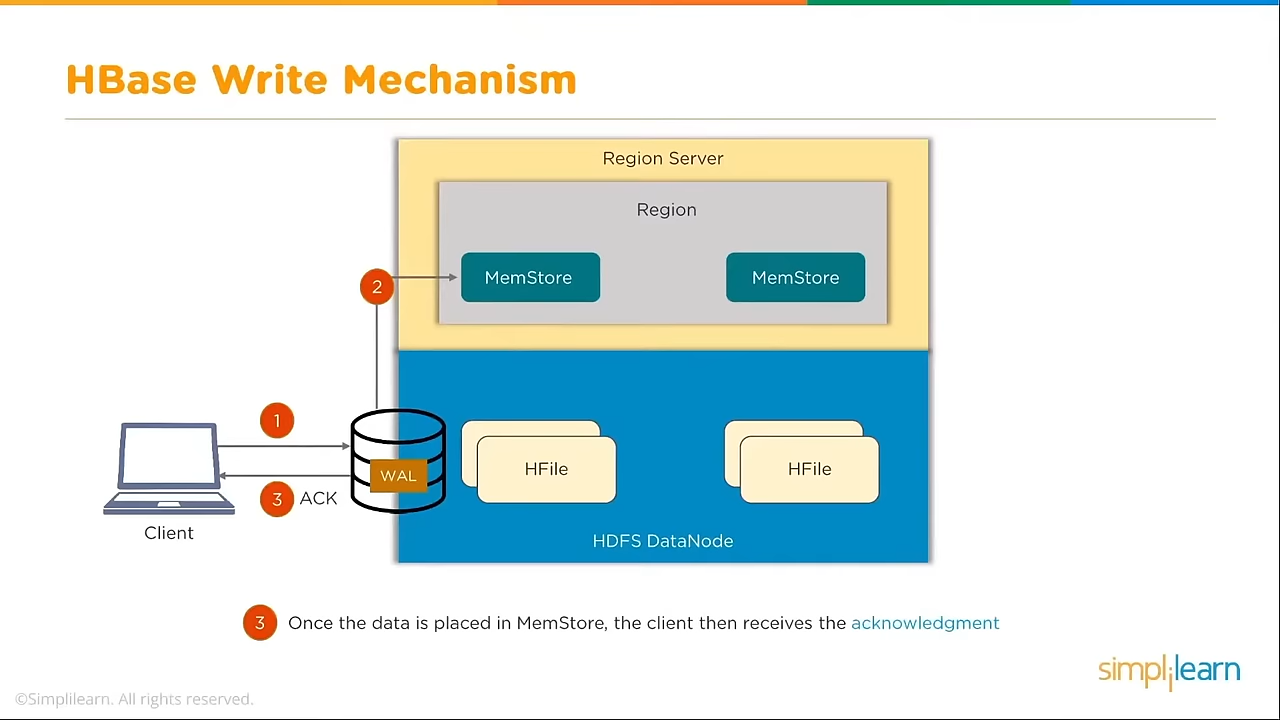 HBase Write Mechanism
Region Server
Region
MemStore
MemStore
2
1
WAL
3 ACK
Client
HFile
HFile
HDFS DataNode
3 Once the data is placed in MemStore, the client then receives the acknowledgment
simplilearn
©Simplilearn. All rights reserved.